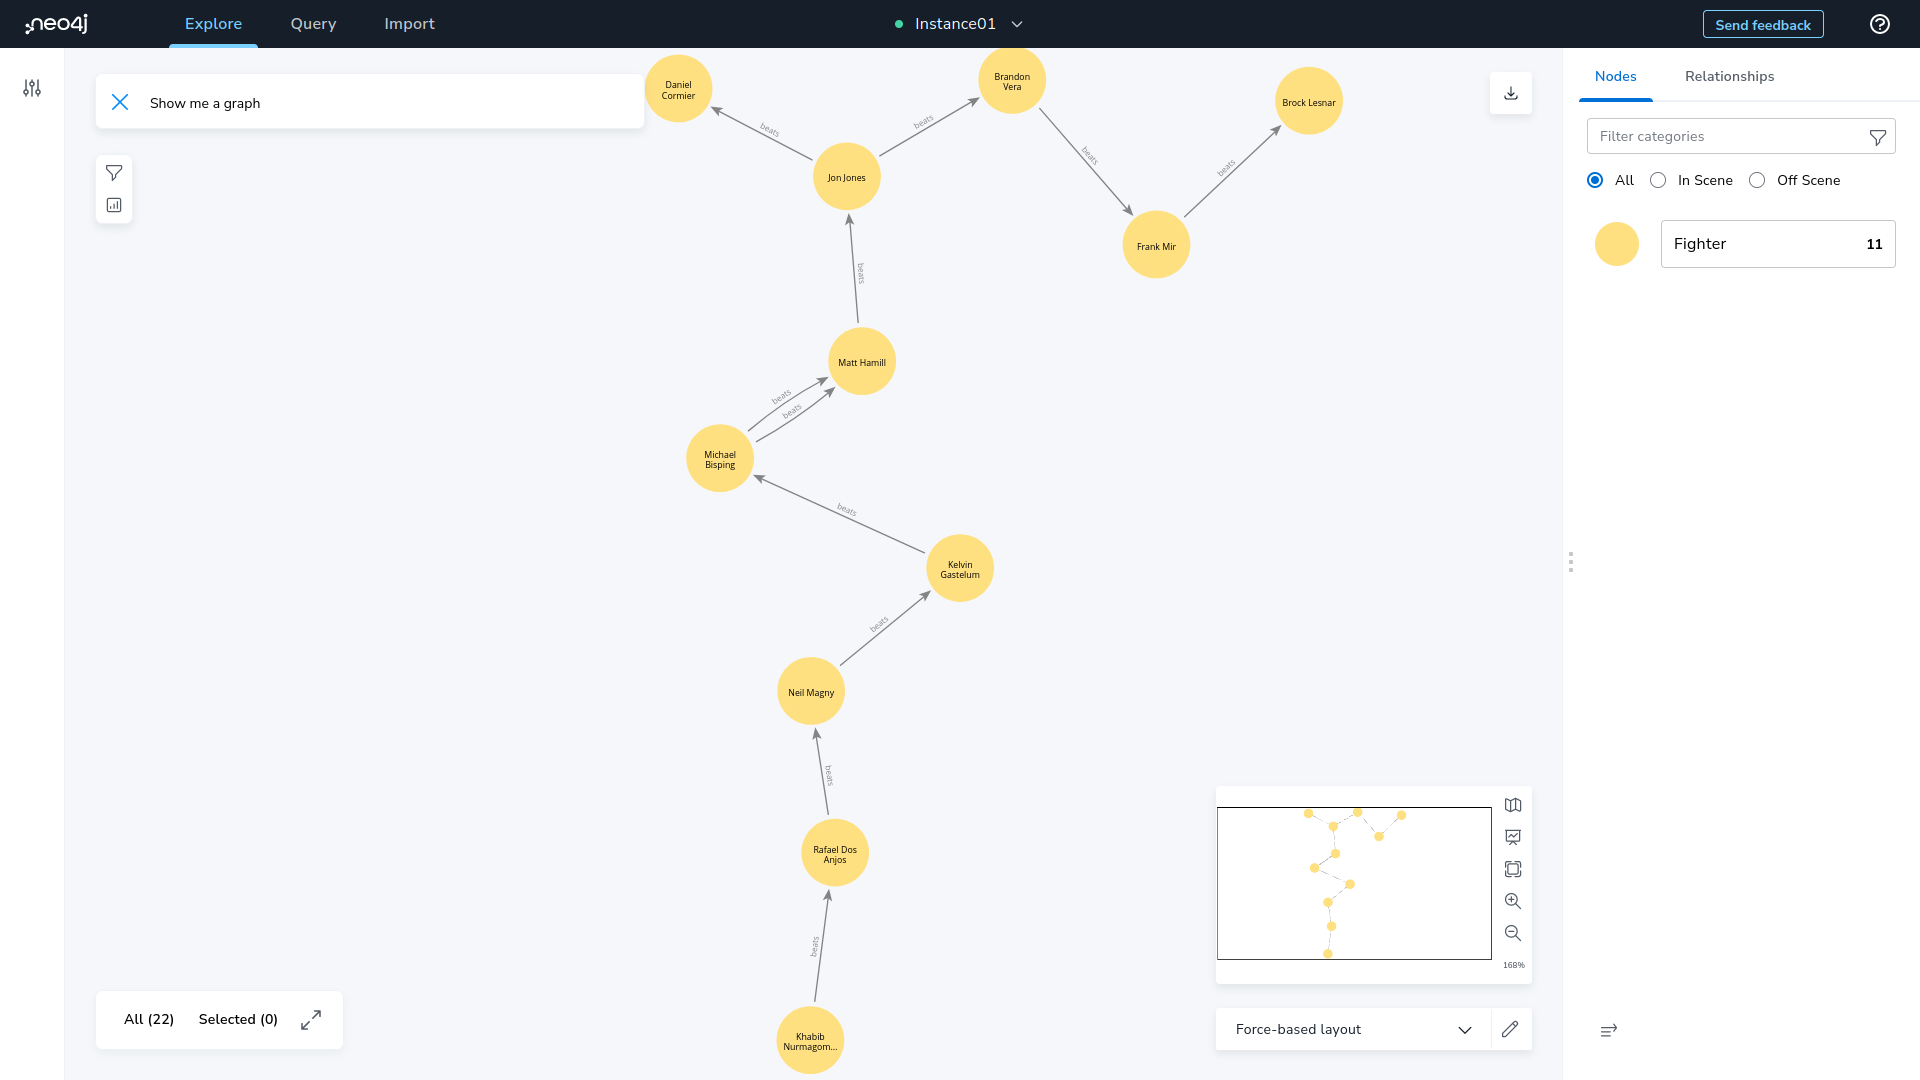 neo4j
Explore
Query
Import
Instance01
Send feedback
Show me a graph
Daniel
Cormier
Brandon
Vera
Brock Lesnar
beats
beats
beats
beats
Jon Jones
Frank Mir
beats
Matt Hamill
beats
beats
Michael
Bisping
beats
Kelvin
Gastelum
beats
Neil Magny
beats
Rafael Dos
Anjos
beats
Khabib
Nurmagom...
All (22)
Selected (0)
168%
Force-based layout
Nodes
Relationships
Filter categories
All
In Scene
Off Scene
Fighter
11